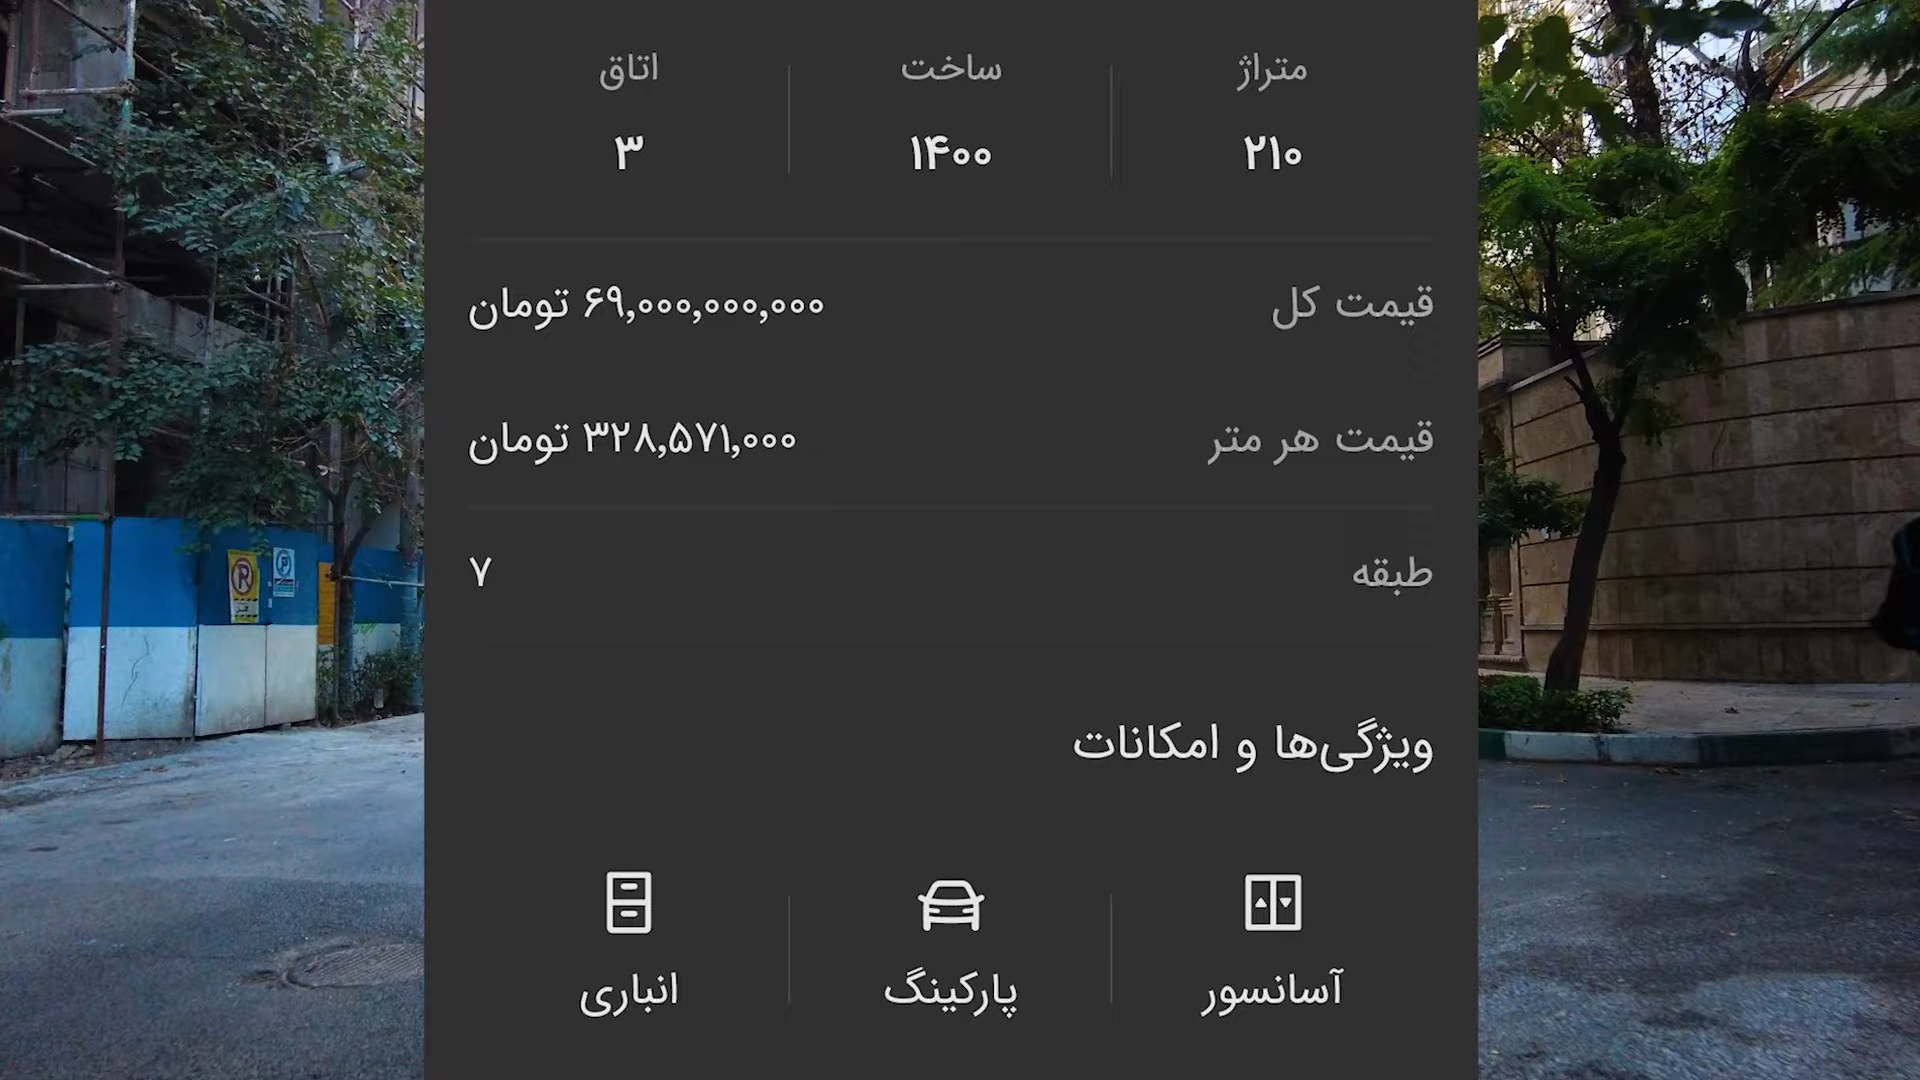 متراژ ساخت اتاق
۲۱۰ ۱۴۰۰ ۳
قیمت کل ۶۹,۰۰۰,۰۰۰,۰۰۰ تومان
قیمت هر متر ۳۲۸,۵۷۱,۰۰۰ تومان
طبقه ۷
ویژگی‌ها و امکانات
آسانسور پارکینگ انباری